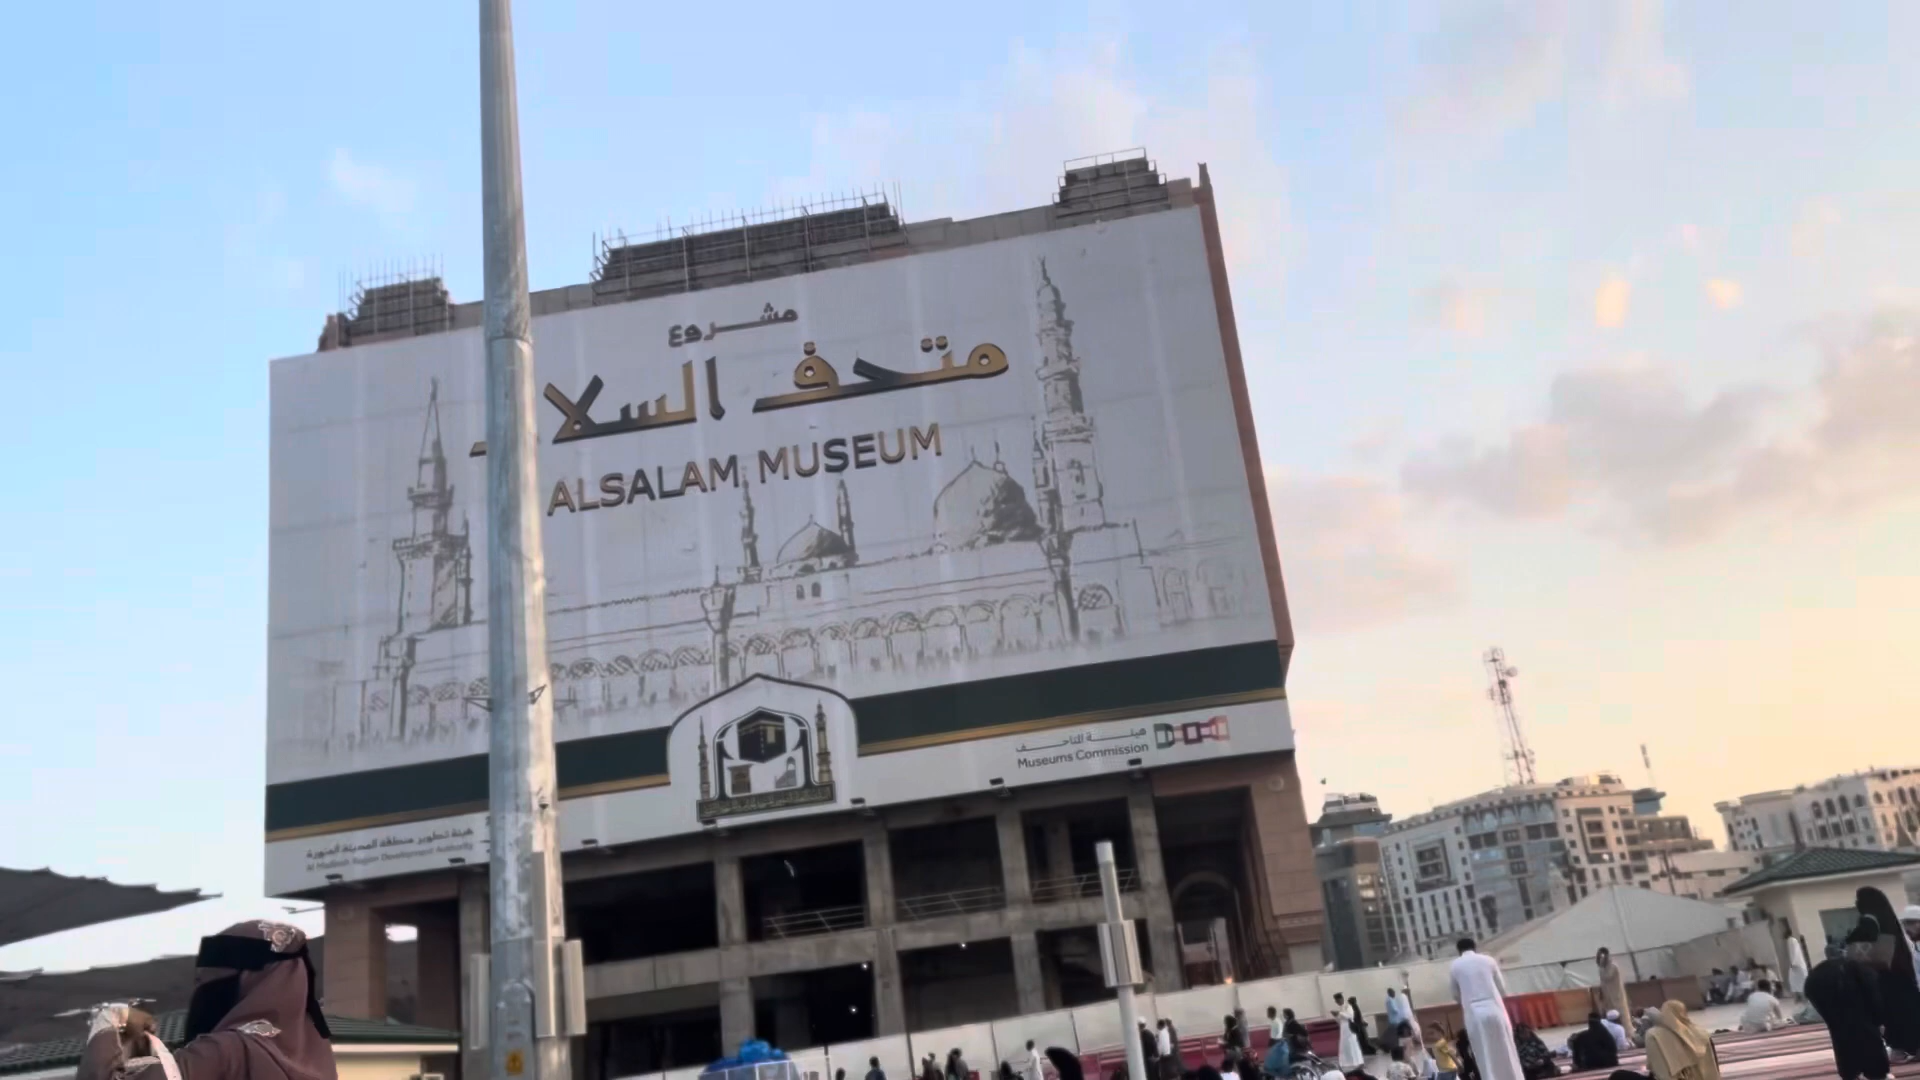 مشروع
متحف السلا
ALSALAM MUSEUM
هيئة المتاحف
Museums Commission
هيئة تطوير منطقة المدينة المنورة
Al Madinah Region Development Authority